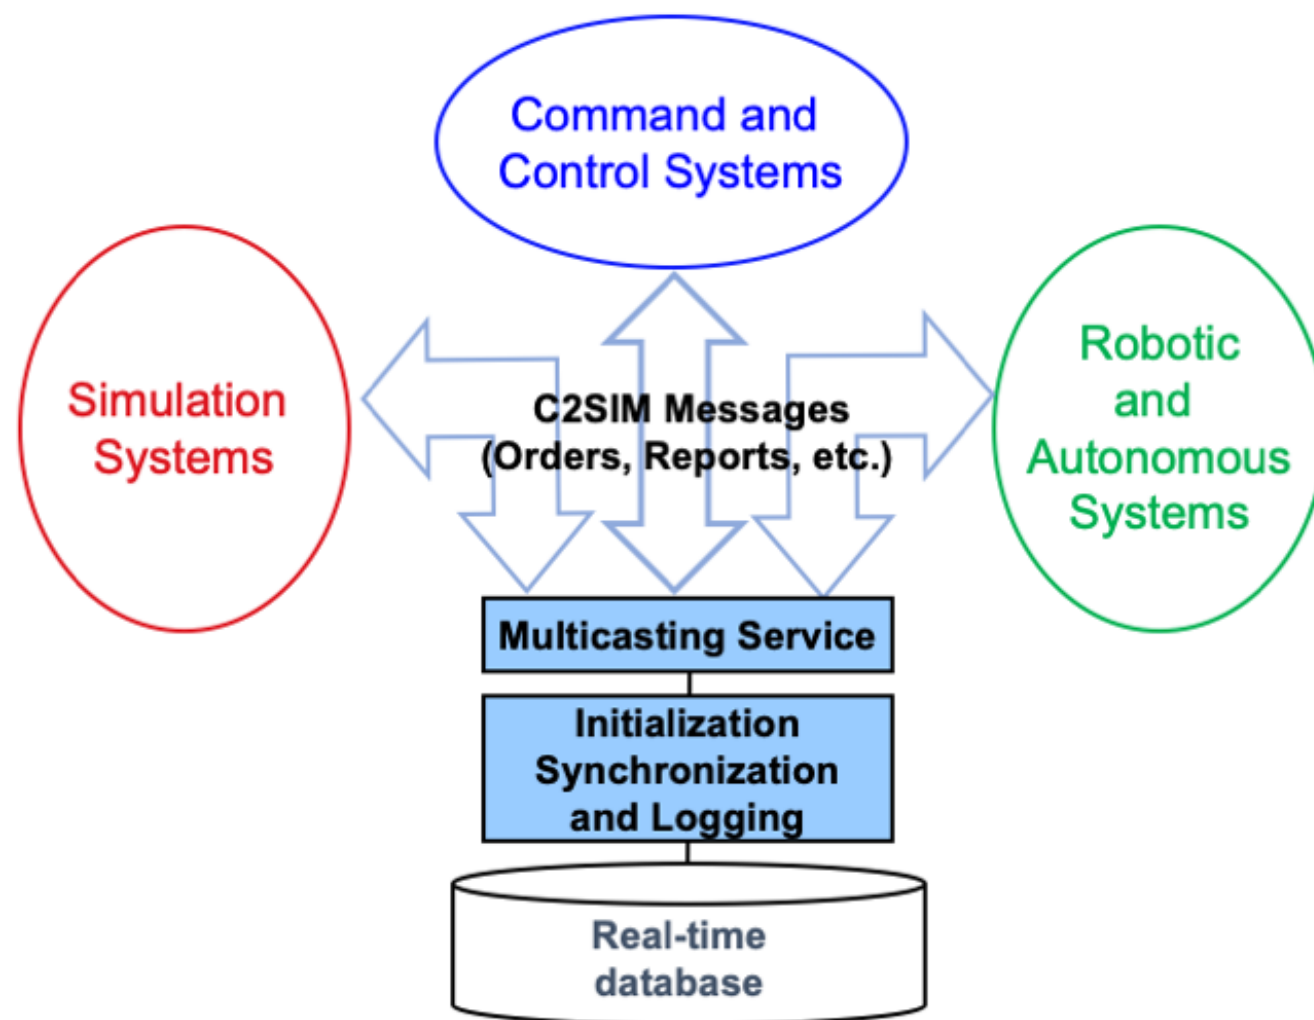 Command and
Control Systems
Simulation
Systems
C2SIM Messages
(Orders, Reports, etc.)
Robotic
and
Autonomous
Systems
Multicasting Service
Initialization
Synchronization
and Logging
Real-time
database